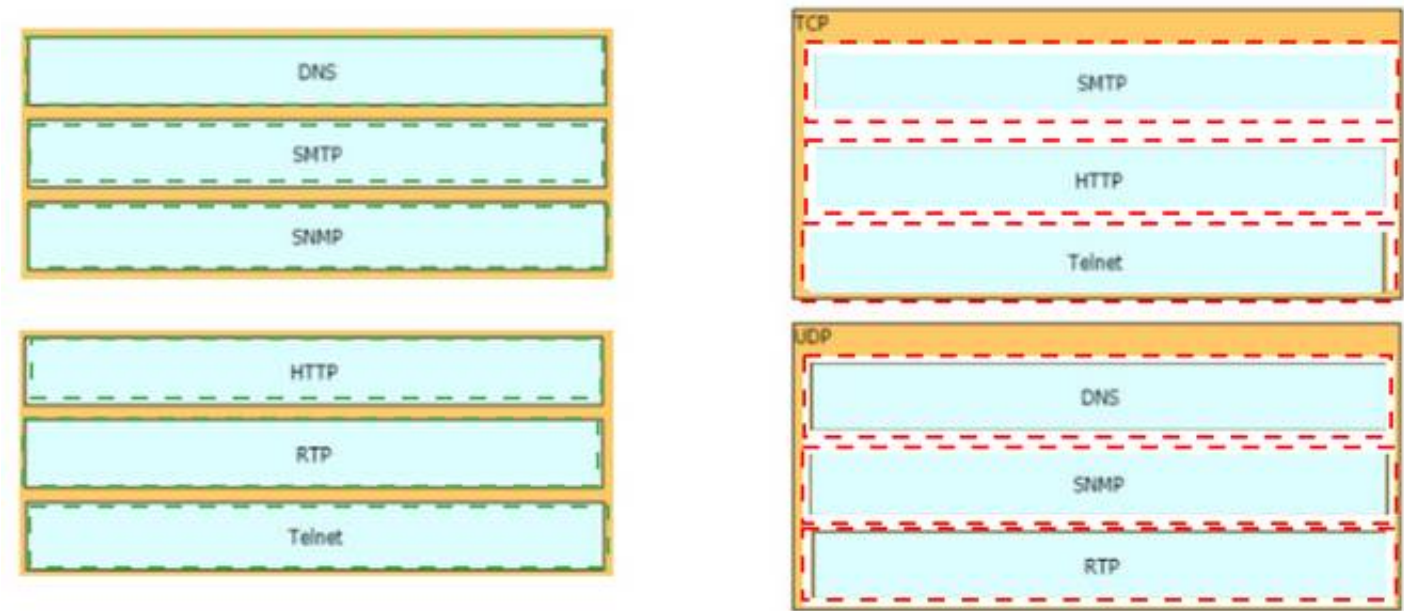 DNS
SMTP
SNMP
HTTP
RTP
Telnet
TCP
SMTP
HTTP
Telnet
UDP
DNS
SNMP
RTP